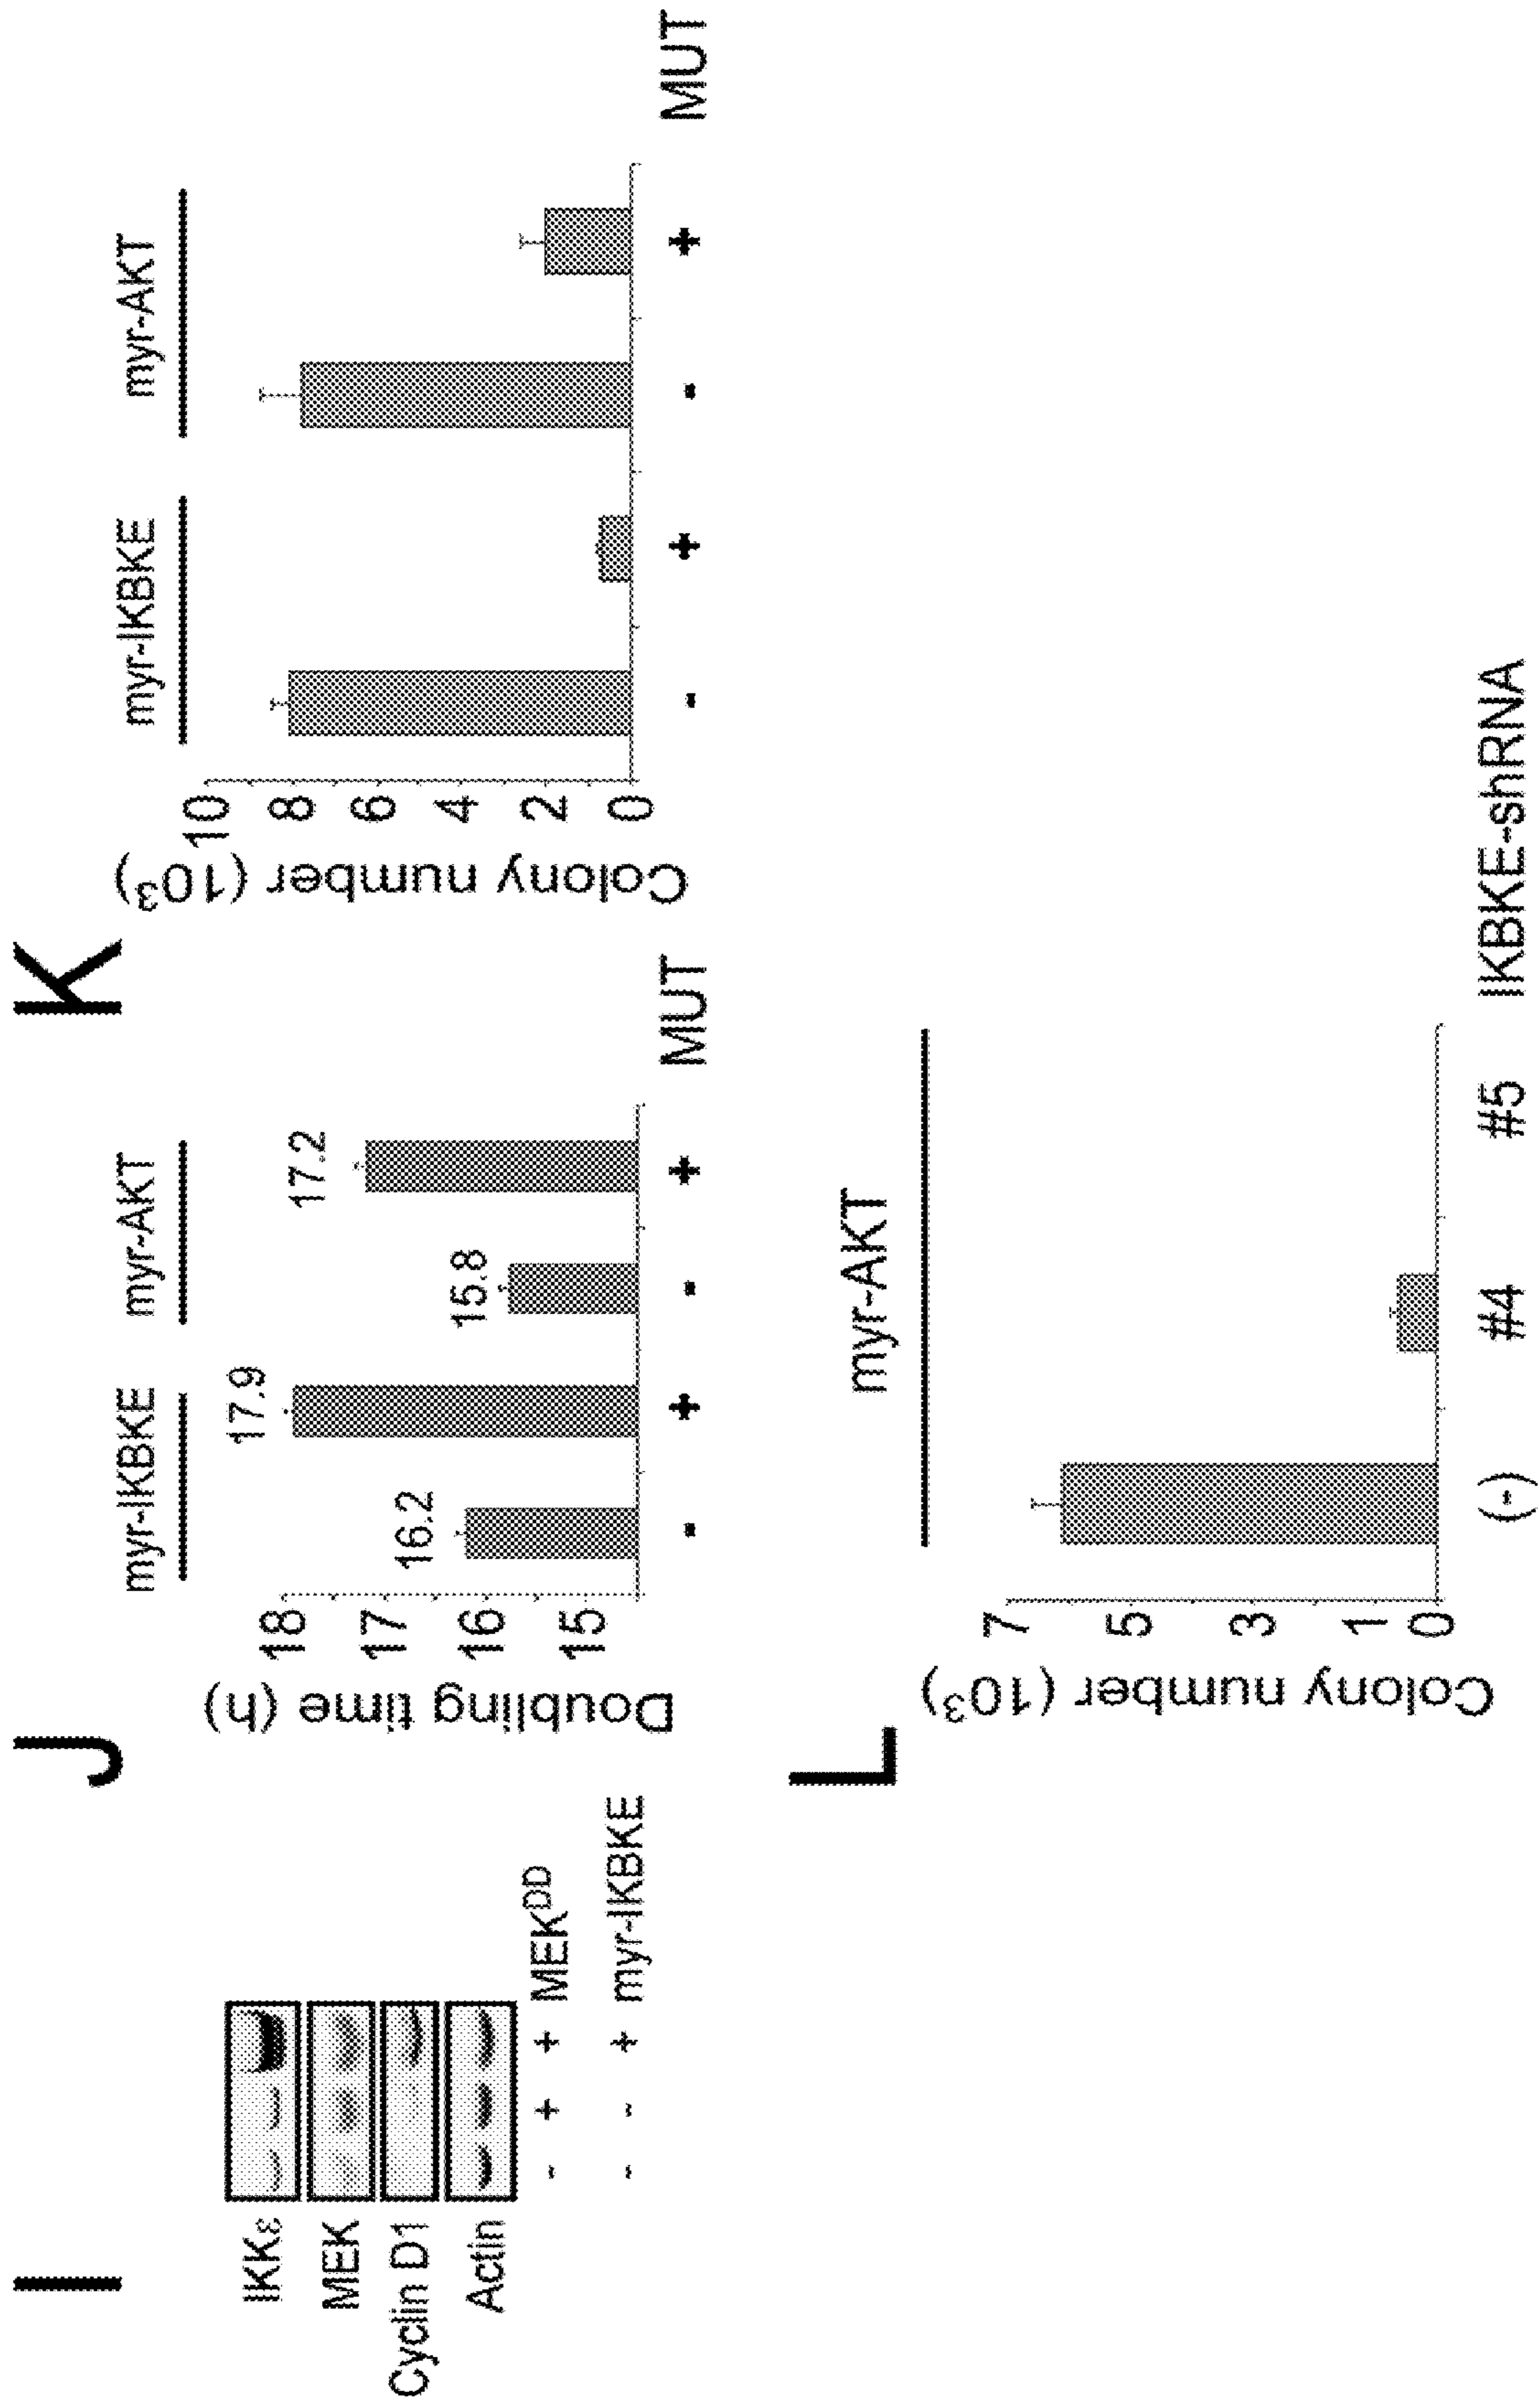 I
IKKε
MEK
Cyclin D1
Actin
- + + MEK^DD
- - + myr-IKBKE
J
myr-IKBKE myr-AKT
Doubling time (h)
18
17
16
15
16.2 17.9 15.8 17.2
- + - + MUT
K
myr-IKBKE myr-AKT
Colony number (10³)
10
8
6
4
2
0
- + - + MUT
L
myr-AKT
Colony number (10³)
7
5
3
1
0
(-) #4 #5 IKBKE-shRNA